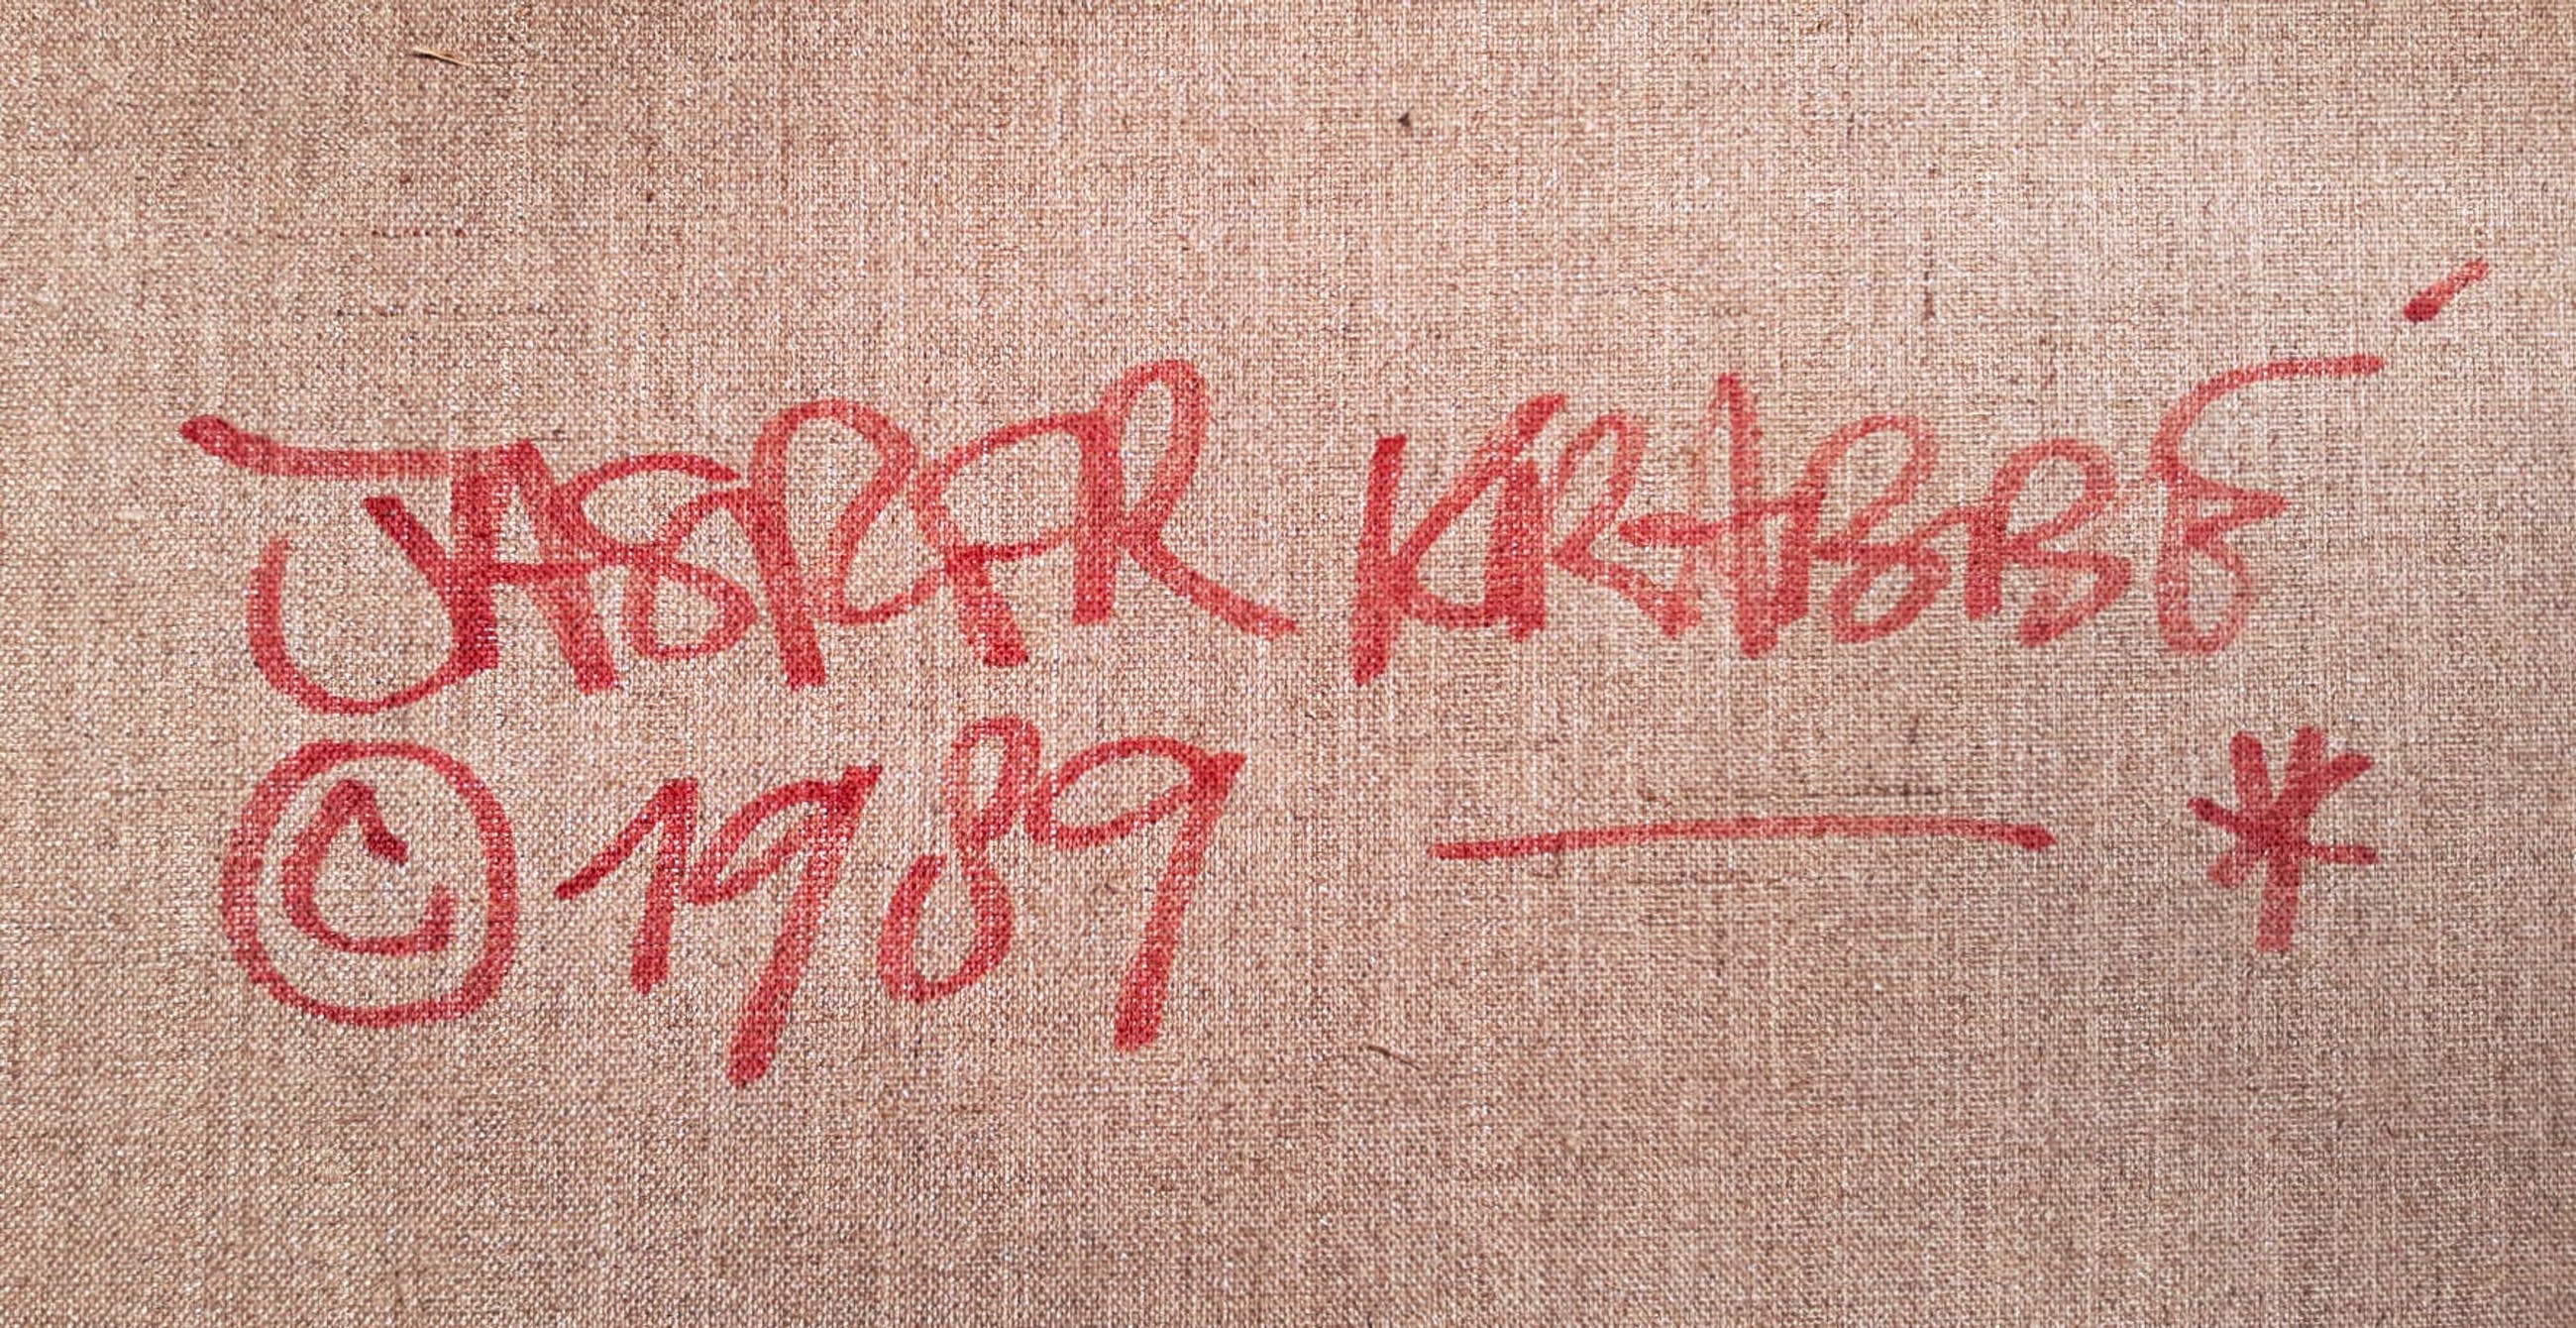 JASPER KRABBÉ
© 1989 — *